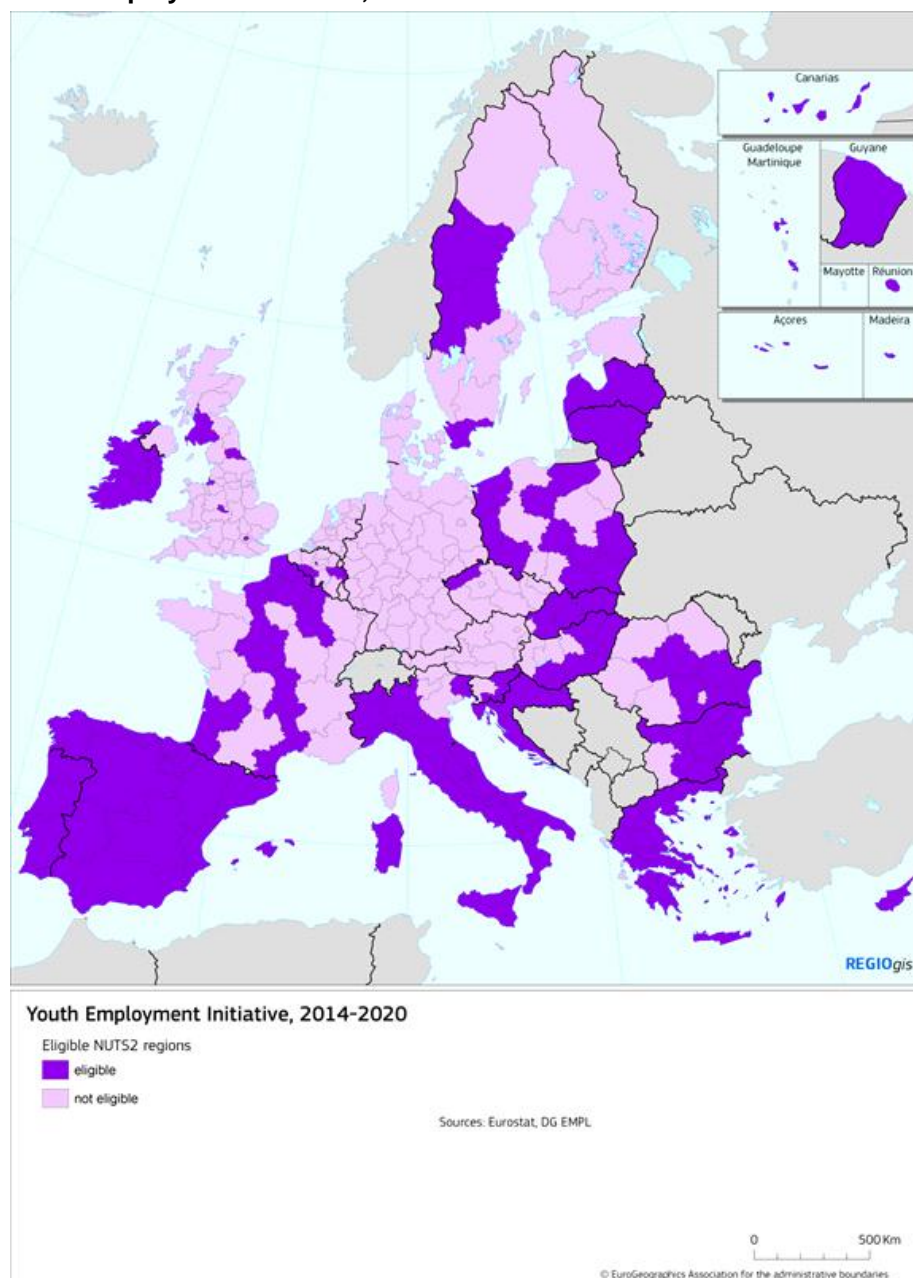 Canarias
Guadeloupe
Martinique
Guyane
Mayotte
Réunion
Açores
Madeira
REGIOgis
Youth Employment Initiative, 2014-2020
Eligible NUTS2 regions
eligible
not eligible
Sources: Eurostat, DG EMPL
0 500 Km
© EuroGeographics Association for the administrative boundaries